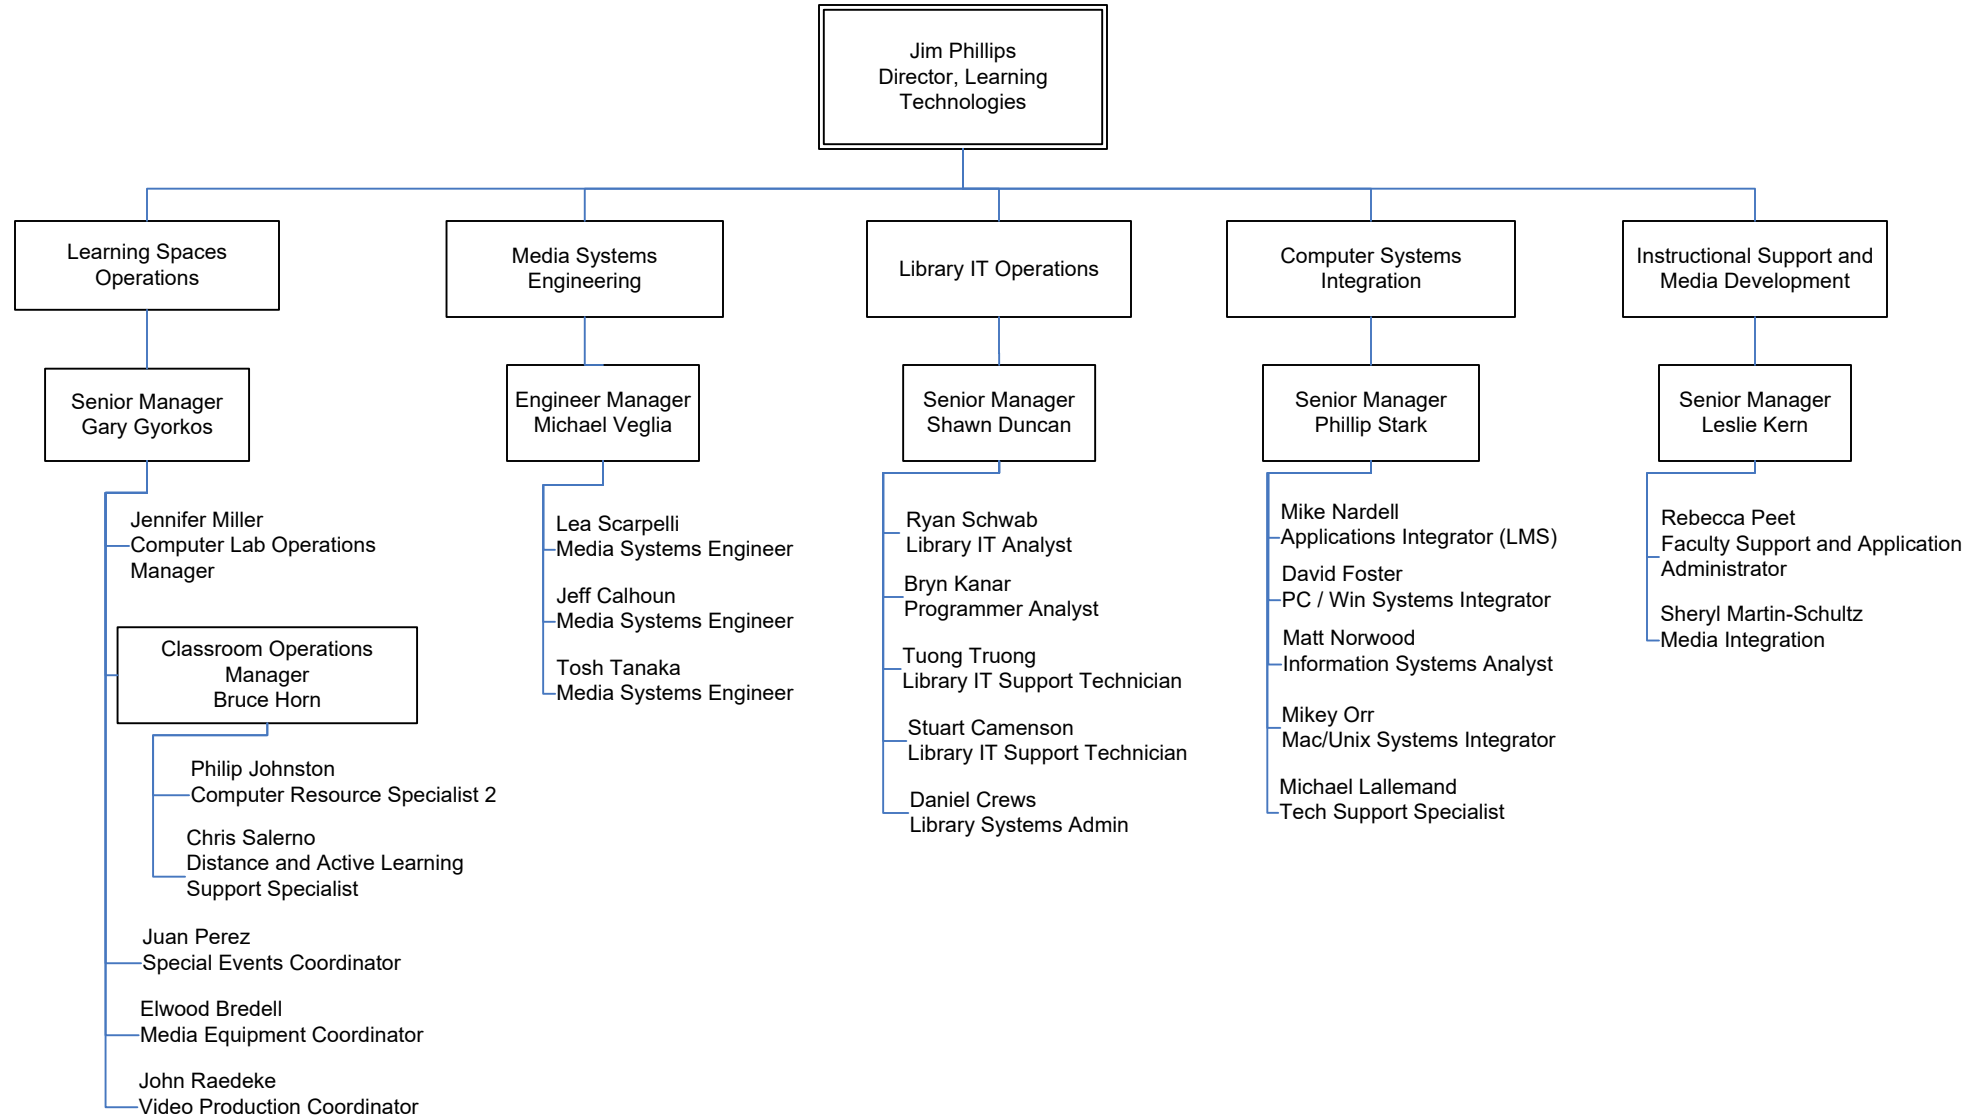 Jim Phillips
Director, Learning
Technologies
Learning Spaces
Operations
Media Systems
Engineering
Library IT Operations
Computer Systems
Integration
Instructional Support and
Media Development
Senior Manager
Gary Gyorkos
Engineer Manager
Michael Veglia
Senior Manager
Shawn Duncan
Senior Manager
Phillip Stark
Senior Manager
Leslie Kern
Jennifer Miller
Computer Lab Operations
Manager
Classroom Operations
Manager
Bruce Horn
Philip Johnston
Computer Resource Specialist 2
Chris Salerno
Distance and Active Learning
Support Specialist
Juan Perez
Special Events Coordinator
Elwood Bredell
Media Equipment Coordinator
John Raedeke
Video Production Coordinator
Lea Scarpelli
Media Systems Engineer
Jeff Calhoun
Media Systems Engineer
Tosh Tanaka
Media Systems Engineer
Ryan Schwab
Library IT Analyst
Bryn Kanar
Programmer Analyst
Tuong Truong
Library IT Support Technician
Stuart Camenson
Library IT Support Technician
Daniel Crews
Library Systems Admin
Mike Nardell
Applications Integrator (LMS)
David Foster
PC / Win Systems Integrator
Matt Norwood
Information Systems Analyst
Mikey Orr
Mac/Unix Systems Integrator
Michael Lallemand
Tech Support Specialist
Rebecca Peet
Faculty Support and Application
Administrator
Sheryl Martin-Schultz
Media Integration